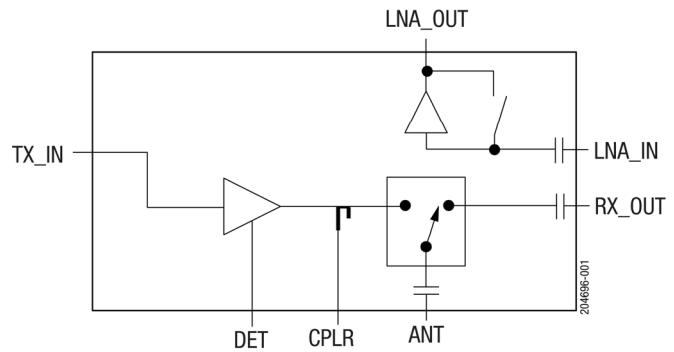 LNA_OUT
TX_IN
LNA_IN
RX_OUT
204696-001
DET
CPLR
ANT